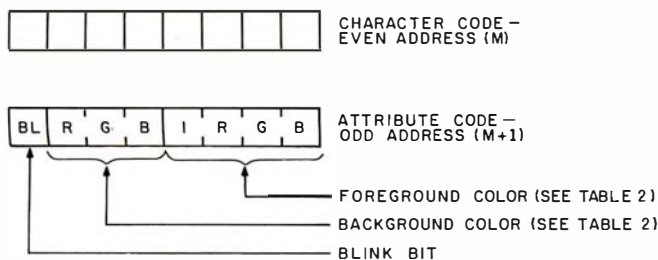 CHARACTER CODE –
EVEN ADDRESS (M)
BL R G B I R G B
ATTRIBUTE CODE –
ODD ADDRESS (M+1)
FOREGROUND COLOR (SEE TABLE 2)
BACKGROUND COLOR (SEE TABLE 2)
BLINK BIT